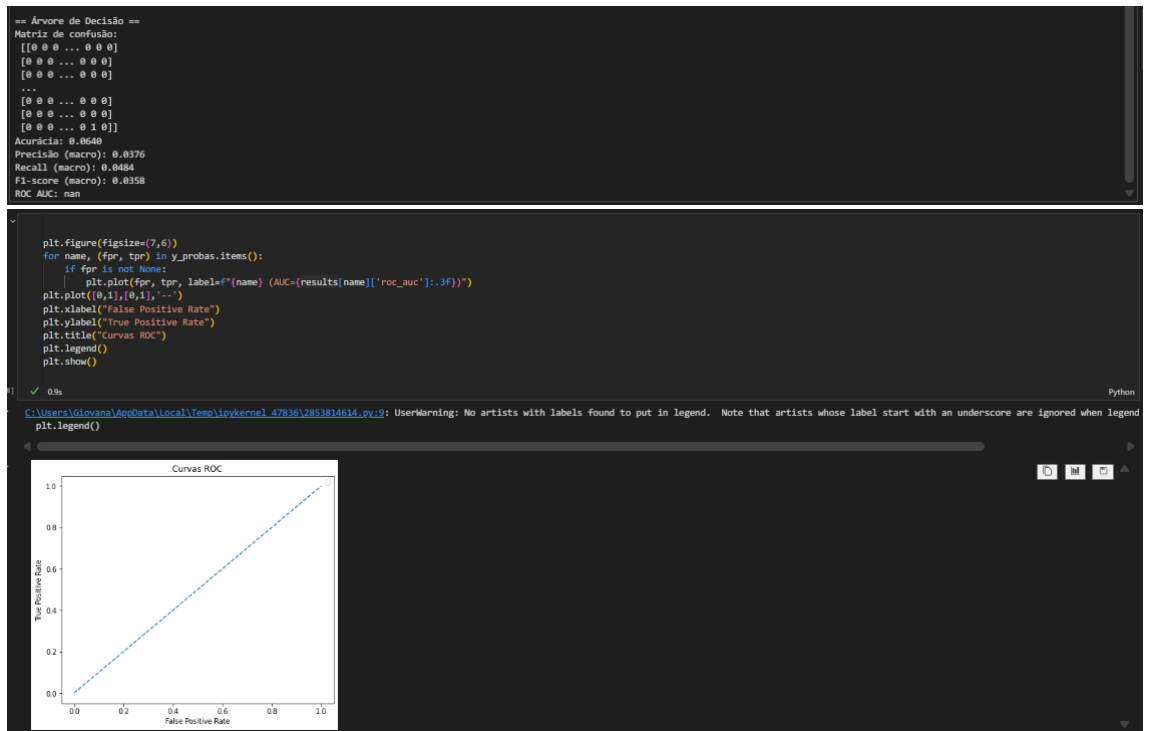 == Árvore de Decisão ==
Matriz de confusão:
[[0 0 0 ... 0 0 0]
[0 0 0 ... 0 0 0]
[0 0 0 ... 0 0 0]
...
[0 0 0 ... 0 0 0]
[0 0 0 ... 0 0 0]
[0 0 0 ... 0 1 0]]
Acurácia: 0.0640
Precisão (macro): 0.0376
Recall (macro): 0.0484
F1-score (macro): 0.0358
ROC AUC: nan
plt.figure(figsize=(7,6))
for name, (fpr, tpr) in y_probas.items():
if fpr is not None:
plt.plot(fpr, tpr, label=f"{name} (AUC={results[name]['roc_auc']:.3f})")
plt.plot([0,1],[0,1],'--')
plt.xlabel("False Positive Rate")
plt.ylabel("True Positive Rate")
plt.title("Curvas ROC")
plt.legend()
plt.show()
0.9s
Python
C:\Users\Giovana\AppData\Local\Temp\ipykernel_47836\2853814614.py:9: UserWarning: No artists with labels found to put in legend.  Note that artists whose label start with an underscore are ignored when legend
plt.legend()
Curvas ROC
1.0
0.8
0.6
0.4
0.2
0.0
True Positive Rate
0.0 0.2 0.4 0.6 0.8 1.0
False Positive Rate